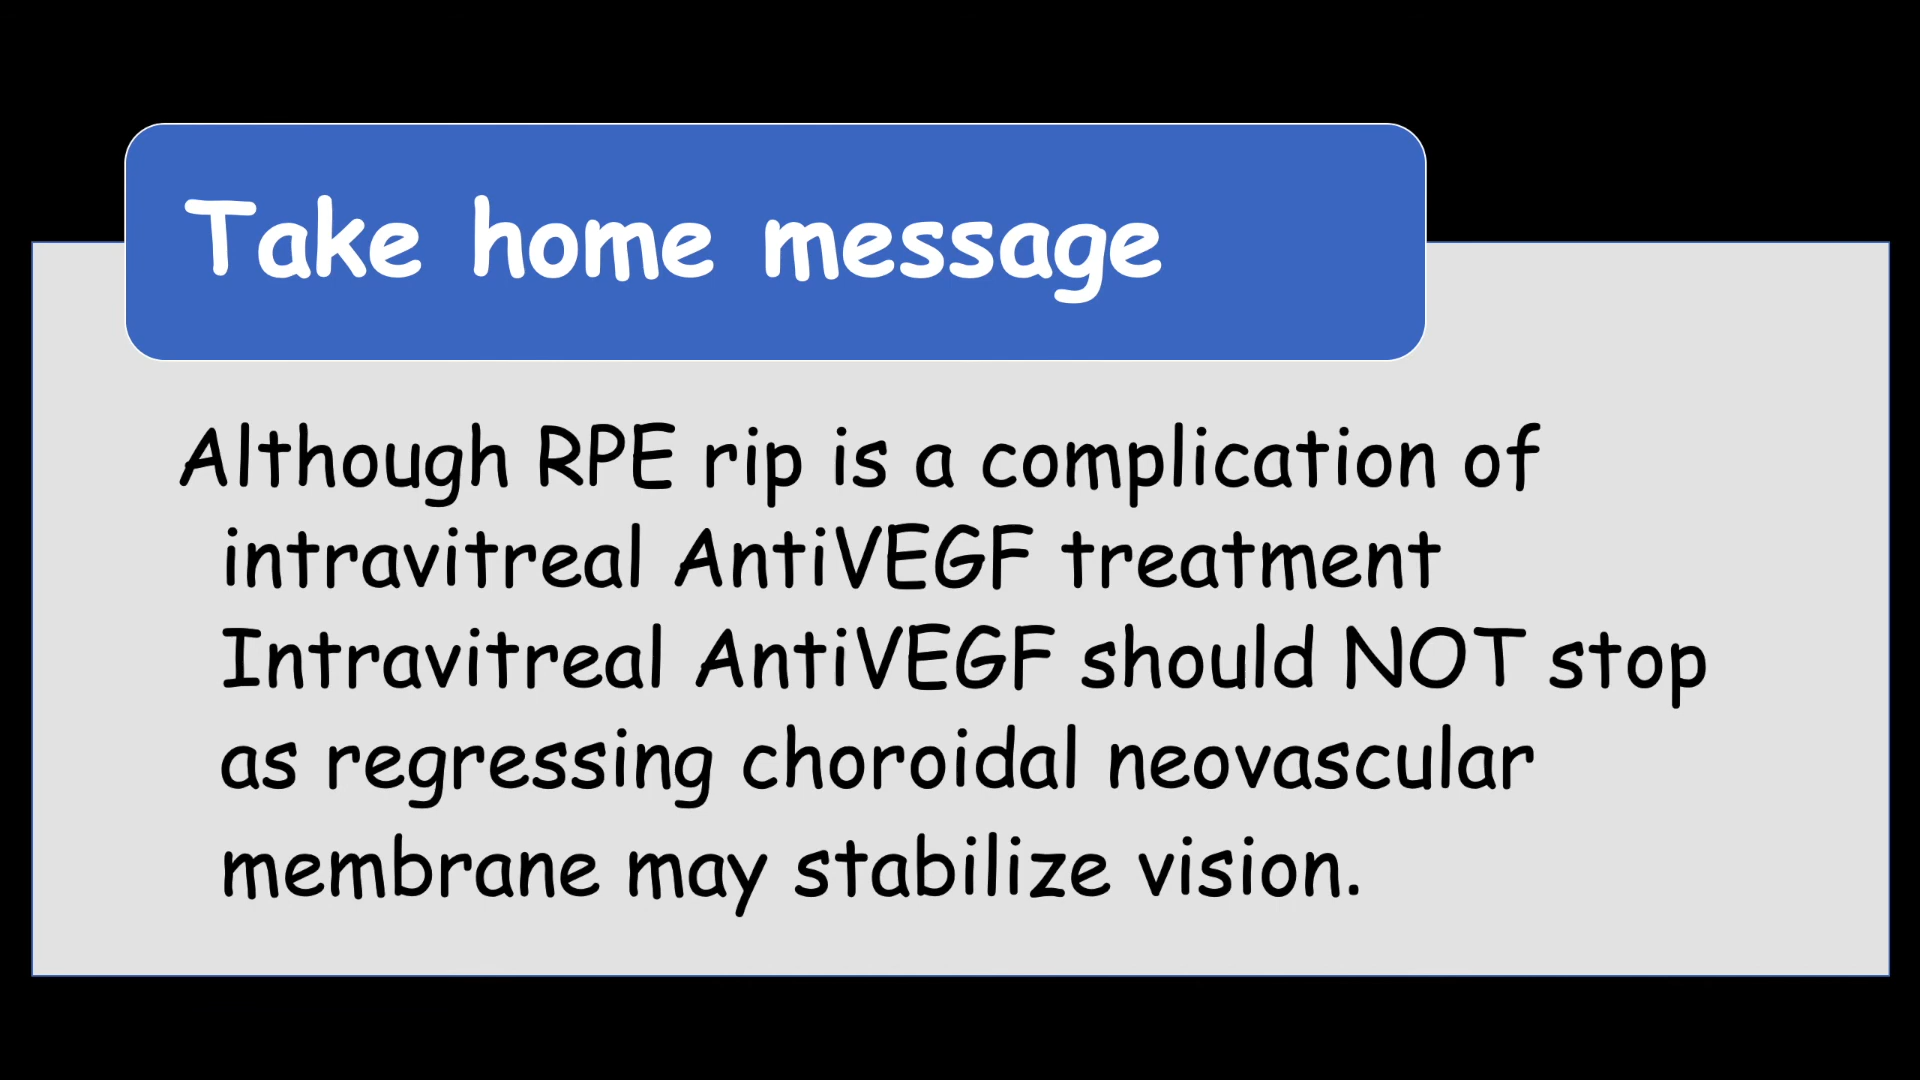 Take home message
Although RPE rip is a complication of
intravitreal AntiVEGF treatment
Intravitreal AntiVEGF should NOT stop
as regressing choroidal neovascular
membrane may stabilize vision.